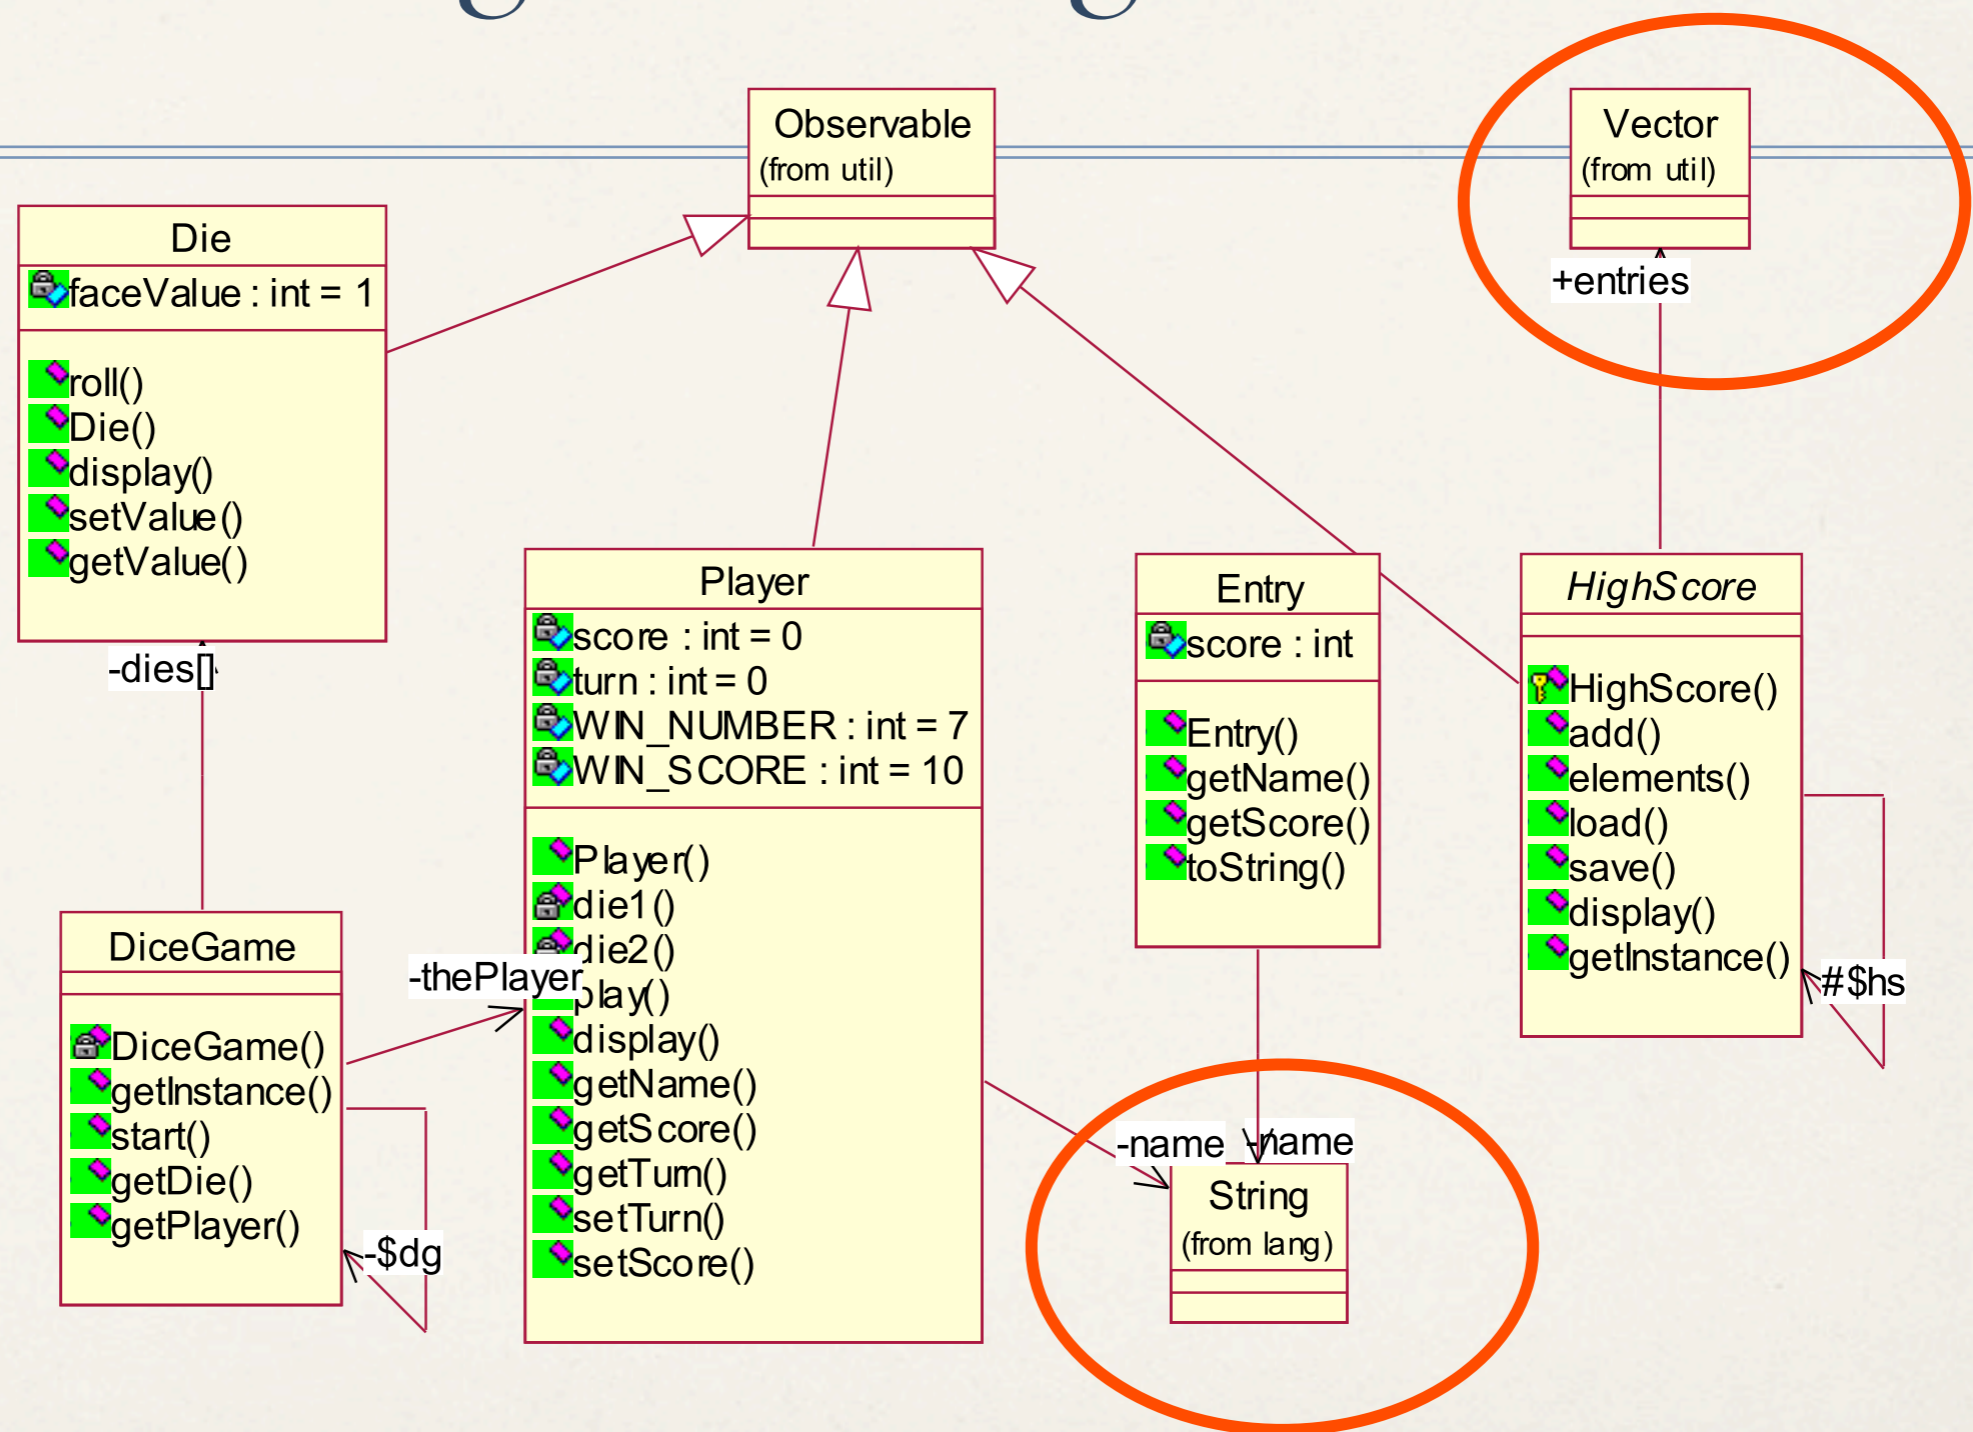 Observable
(from util)
Vector
(from util)
+entries
Die
faceValue : int = 1
roll()
Die()
display()
setValue()
getValue()
-dies[]
Player
score : int = 0
turn : int = 0
WIN_NUMBER : int = 7
WIN_SCORE : int = 10
Player()
die1()
die2()
play()
display()
getName()
getScore()
getTurn()
setTurn()
setScore()
Entry
score : int
Entry()
getName()
getScore()
toString()
HighScore
HighScore()
add()
elements()
load()
save()
display()
getInstance()
#$hs
DiceGame
DiceGame()
getInstance()
start()
getDie()
getPlayer()
-thePlayer
-$dg
-name
-name
String
(from lang)